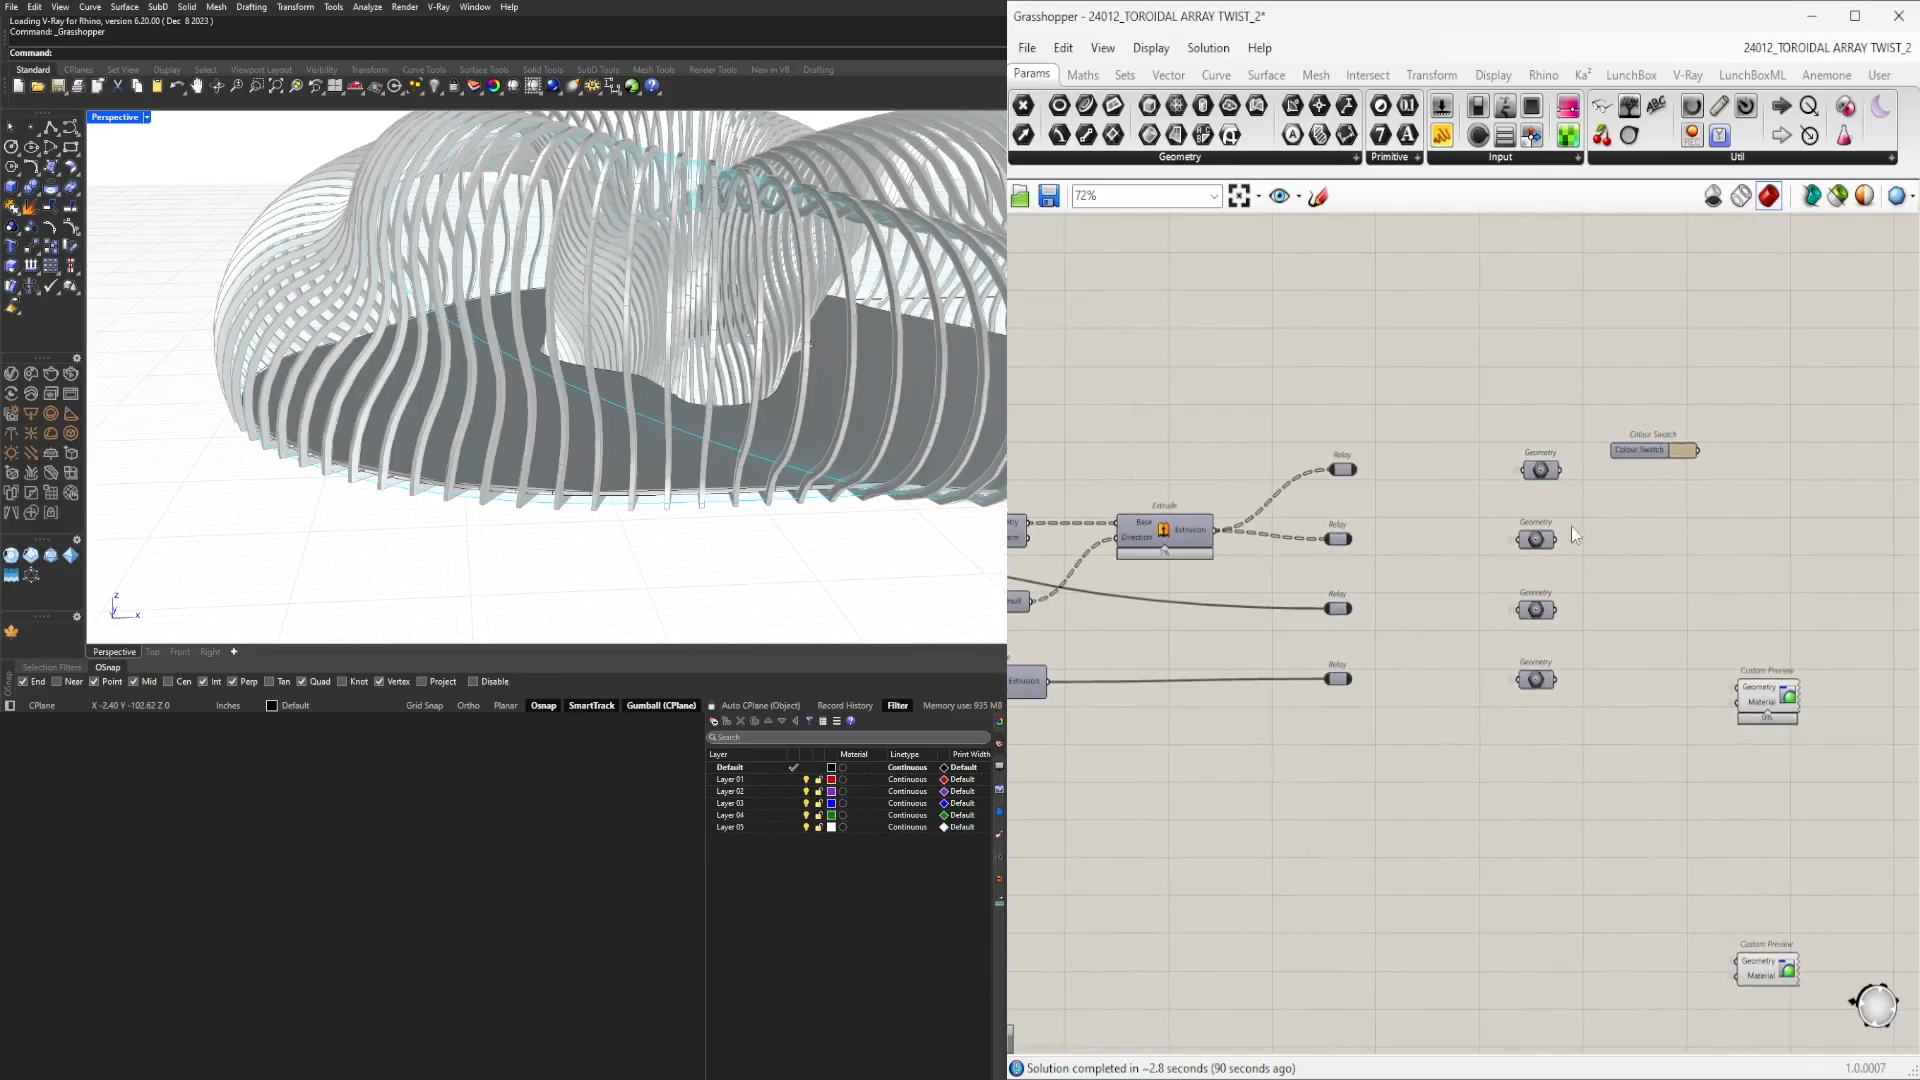 File Edit View Curve Surface SubD Solid Mesh Drafting Transform Tools Analyze Render V-Ray Window Help
Loading V-Ray for Rhino, version 6.20.00 ( Dec 8 2023 )
Command: _Grasshopper
Command:
Standard CPlanes Set View Display Select Viewport Layout Visibility Transform Curve Tools Surface Tools Solid Tools SubD Tools Mesh Tools Render Tools New in V8 Drafting
Perspective
z
y
x
Perspective Top Front Right
Selection Filters OSnap
OSnap
End Near Point Mid Cen Int Perp Tan Quad Knot Vertex Project Disable
CPlane X -2.40 Y -102.62 Z 0 Inches Default Grid Snap Ortho Planar Osnap SmartTrack Gumball (CPlane) Auto CPlane (Object) Record History Filter Memory use: 935 MB
Search
Layer Material Linetype Print Width
Default Continuous Default
Layer 01 Continuous Default
Layer 02 Continuous Default
Layer 03 Continuous Default
Layer 04 Continuous Default
Layer 05 Continuous Default
Grasshopper - 24012_TOROIDAL ARRAY TWIST_2*
File Edit View Display Solution Help
24012_TOROIDAL ARRAY TWIST_2
Params Maths Sets Vector Curve Surface Mesh Intersect Transform Display Rhino Ka² LunchBox V-Ray LunchBoxML Anemone User
Geometry Primitive Input Util
72%
Colour Swatch
Colour Swatch
Relay
Geometry
Extrude
Base
Direction
Extrusion
Relay
Geometry
Relay
Geometry
Relay
Geometry
Extrusion
Custom Preview
Geometry
Material
0%
Custom Preview
Geometry
Material
Solution completed in ~2.8 seconds (90 seconds ago)
1.0.0007